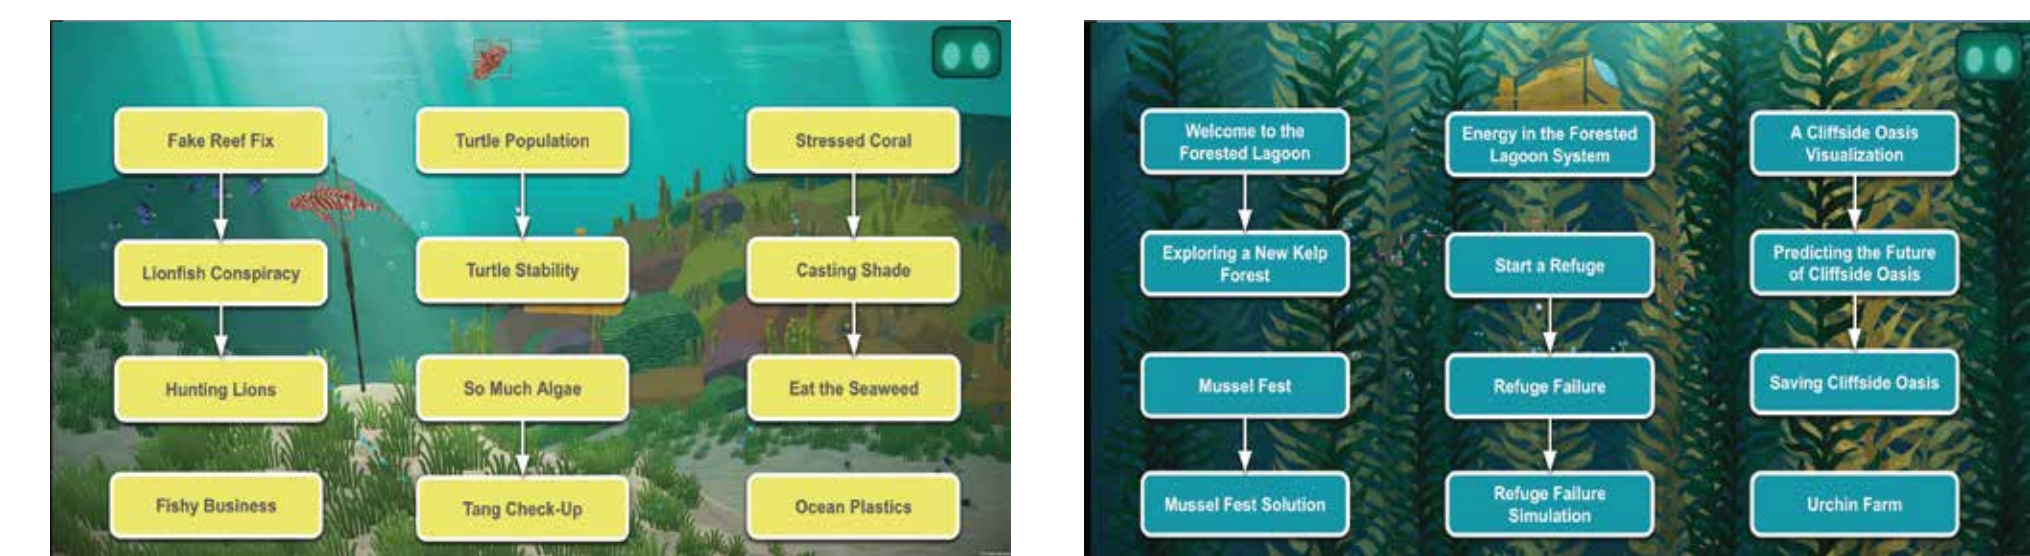 Fake Reef Fix
Turtle Population
Stressed Coral
Lionfish Conspiracy
Turtle Stability
Casting Shade
Hunting Lions
So Much Algae
Eat the Seaweed
Fishy Business
Tang Check-Up
Ocean Plastics
Welcome to the
Forested Lagoon
Energy in the Forested
Lagoon System
A Cliffside Oasis
Visualization
Exploring a New Kelp
Forest
Start a Refuge
Predicting the Future
of Cliffside Oasis
Mussel Fest
Refuge Failure
Saving Cliffside Oasis
Mussel Fest Solution
Refuge Failure
Simulation
Urchin Farm